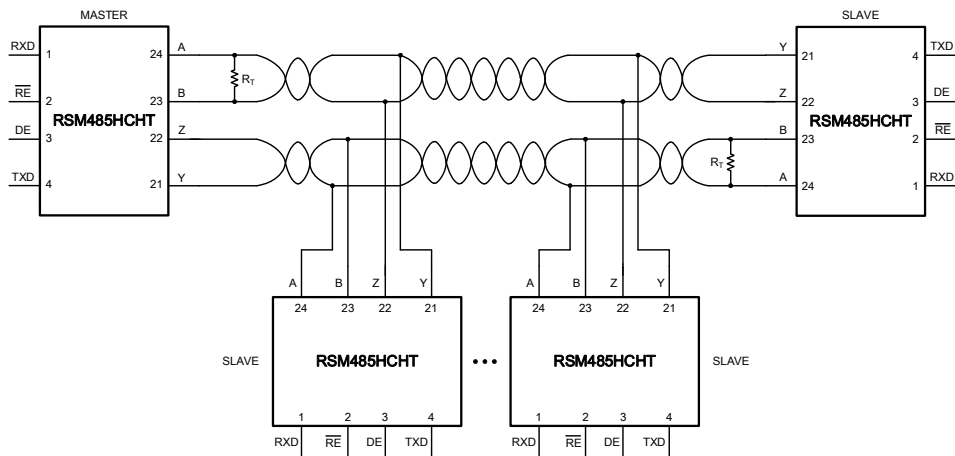 MASTER
SLAVE
RXD 1 24 A Y 21 4 TXD
R_T
RE 2 23 B Z 22 3 DE
RSM485HCHT RSM485HCHT
DE 3 22 Z B 23 2 RE
R_T
TXD 4 21 Y A 24 1 RXD
A B Z Y A B Z Y
24 23 22 21 24 23 22 21
SLAVE RSM485HCHT ••• RSM485HCHT SLAVE
1 2 3 4 1 2 3 4
RXD RE DE TXD RXD RE DE TXD